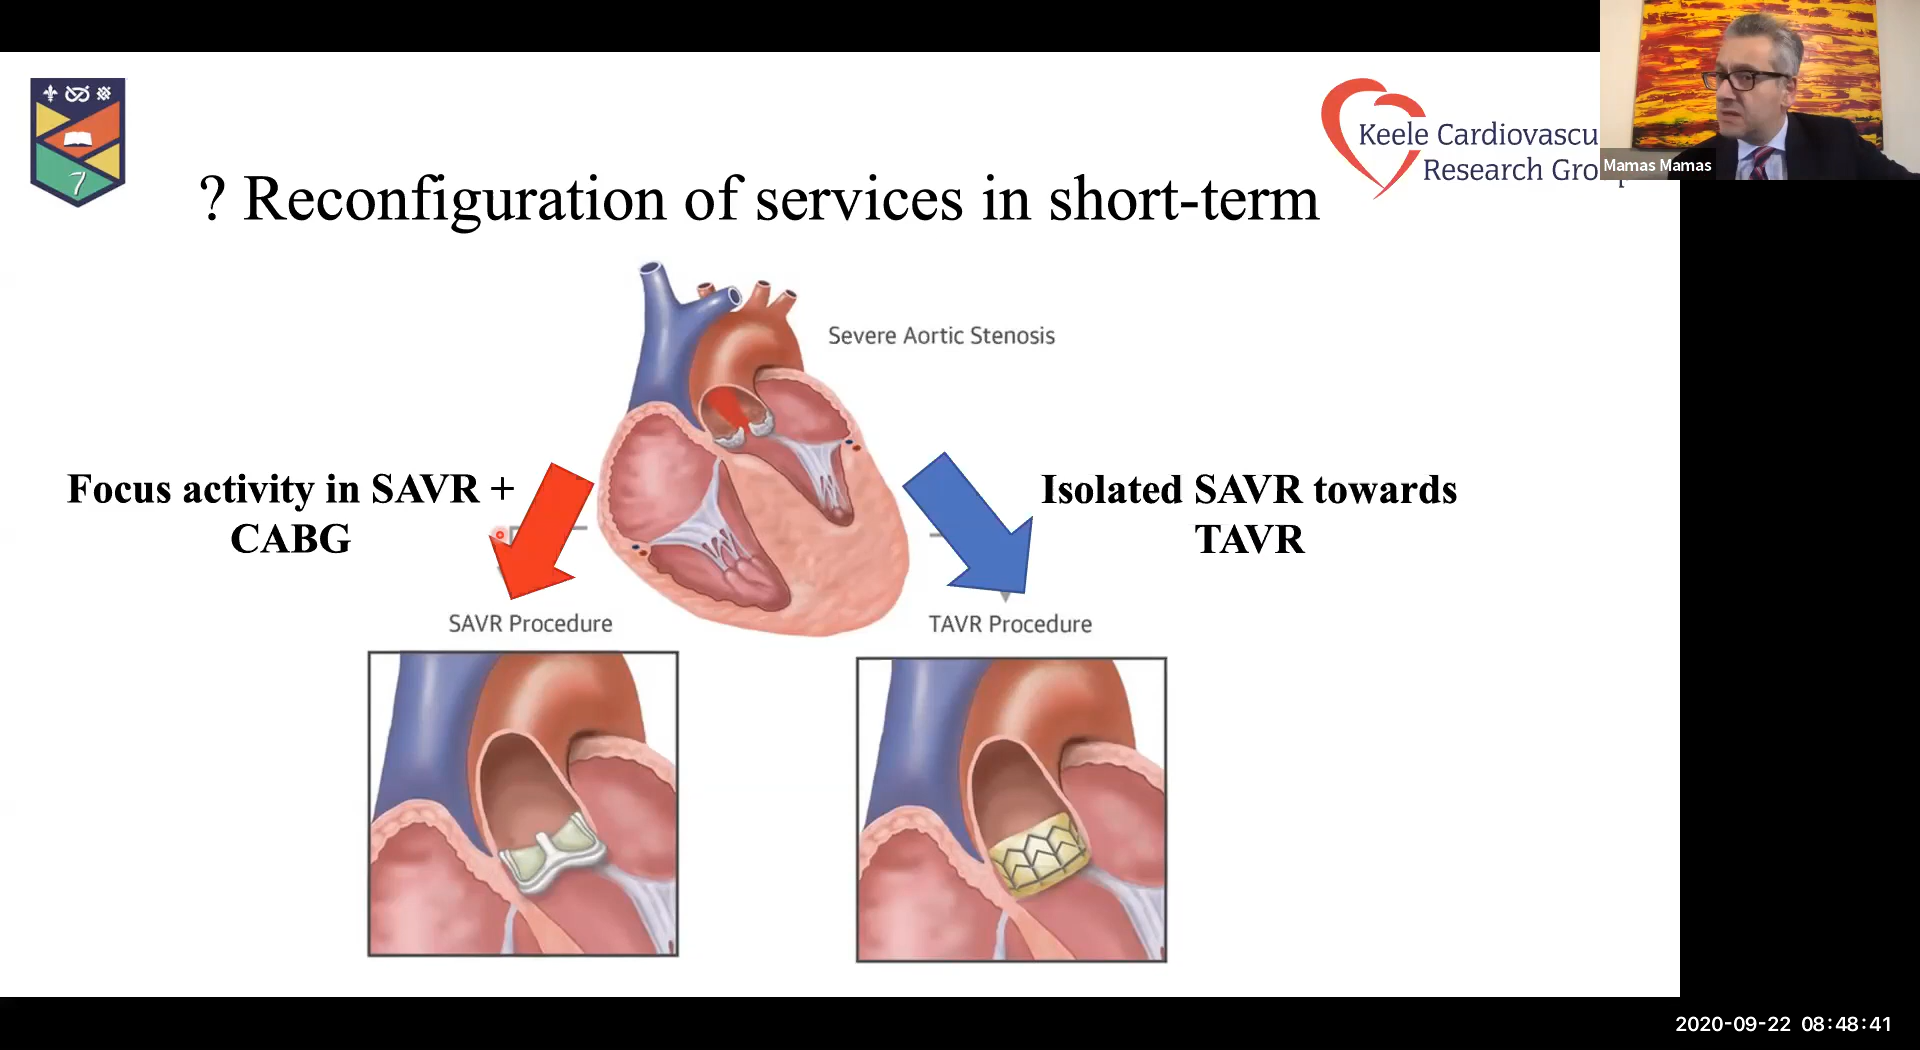 Keele Cardiovascu
Research Gro
Mamas Mamas
? Reconfiguration of services in short-term
Severe Aortic Stenosis
Focus activity in SAVR +
CABG
Isolated SAVR towards
TAVR
SAVR Procedure
TAVR Procedure
2020-09-22 08:48:41